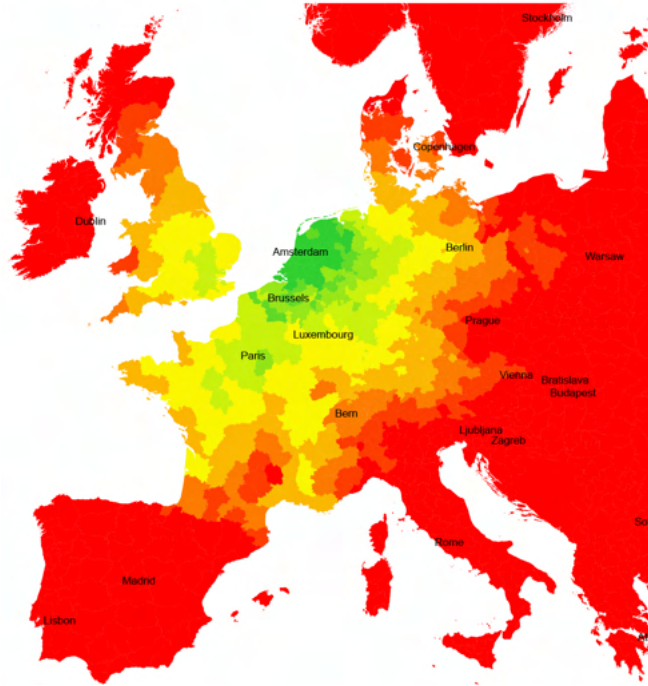 Stockholm
Copenhagen
Dublin
Amsterdam
Berlin
Warsaw
Brussels
Prague
Luxembourg
Paris
Vienna
Bratislava
Budapest
Bern
Ljubljana
Zagreb
Rome
Madrid
Lisbon